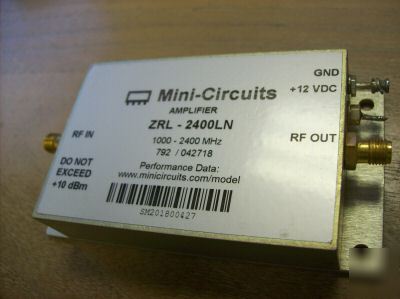 GND
+12 VDC
Mini-Circuits
AMPLIFIER
ZRL - 2400LN
RF IN
RF OUT
1000 - 2400 MHz
792 / 042718
DO NOT
EXCEED
+10 dBm
Performance Data:
www.minicircuits.com/model
SM201800427